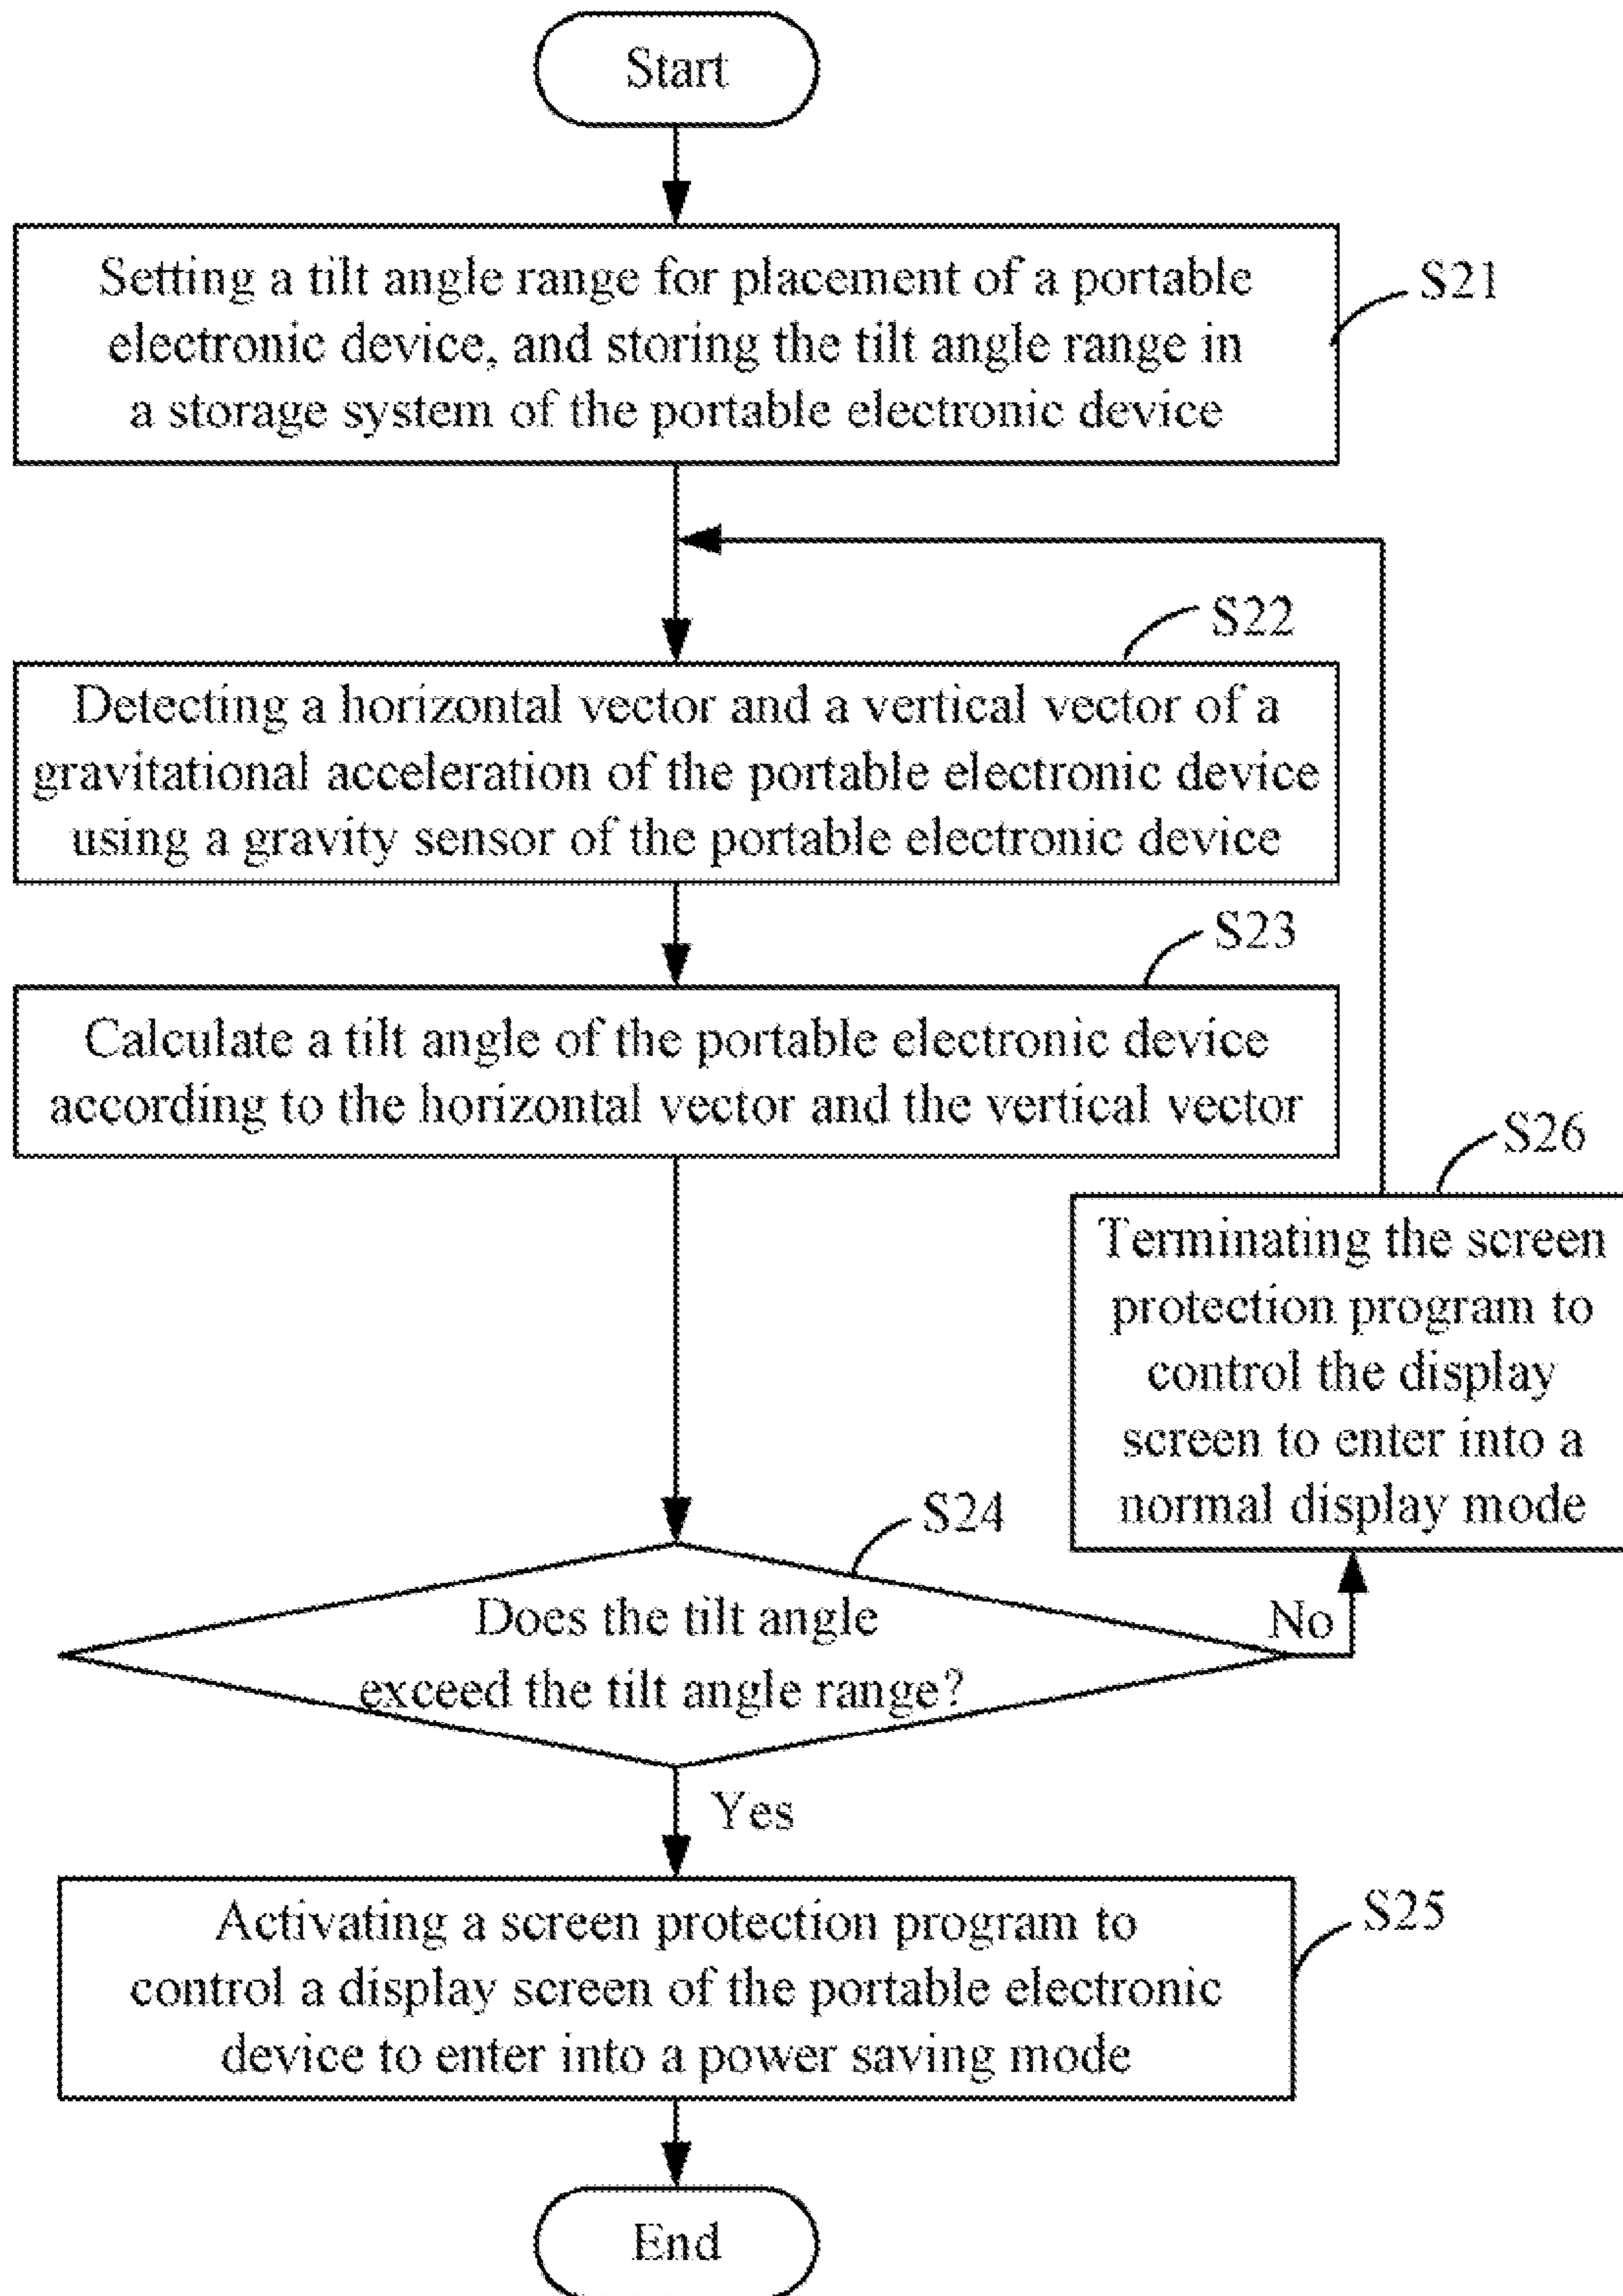 Start
Setting a tilt angle range for placement of a portable
electronic device, and storing the tilt angle range in
a storage system of the portable electronic device
S21
S22
Detecting a horizontal vector and a vertical vector of a
gravitational acceleration of the portable electronic device
using a gravity sensor of the portable electronic device
S23
Calculate a tilt angle of the portable electronic device
according to the horizontal vector and the vertical vector
S26
Terminating the screen
protection program to
control the display
screen to enter into a
normal display mode
S24
Does the tilt angle
exceed the tilt angle range?
No
Yes
Activating a screen protection program to
control a display screen of the portable electronic
device to enter into a power saving mode
S25
End